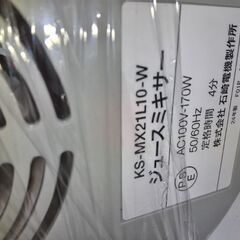 KS-MX21L10-W
ジュースミキサー
AC100V-170W
50/60Hz
定格時間 4分
株式会社 石崎電機製作所
P S
E